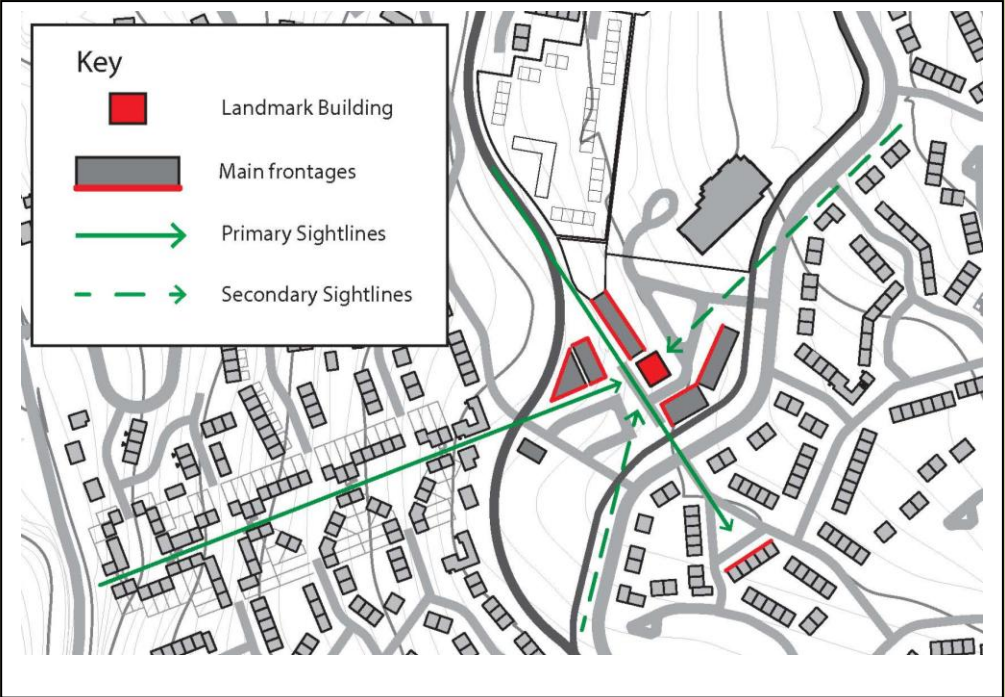 Key
Landmark Building
Main frontages
Primary Sightlines
Secondary Sightlines